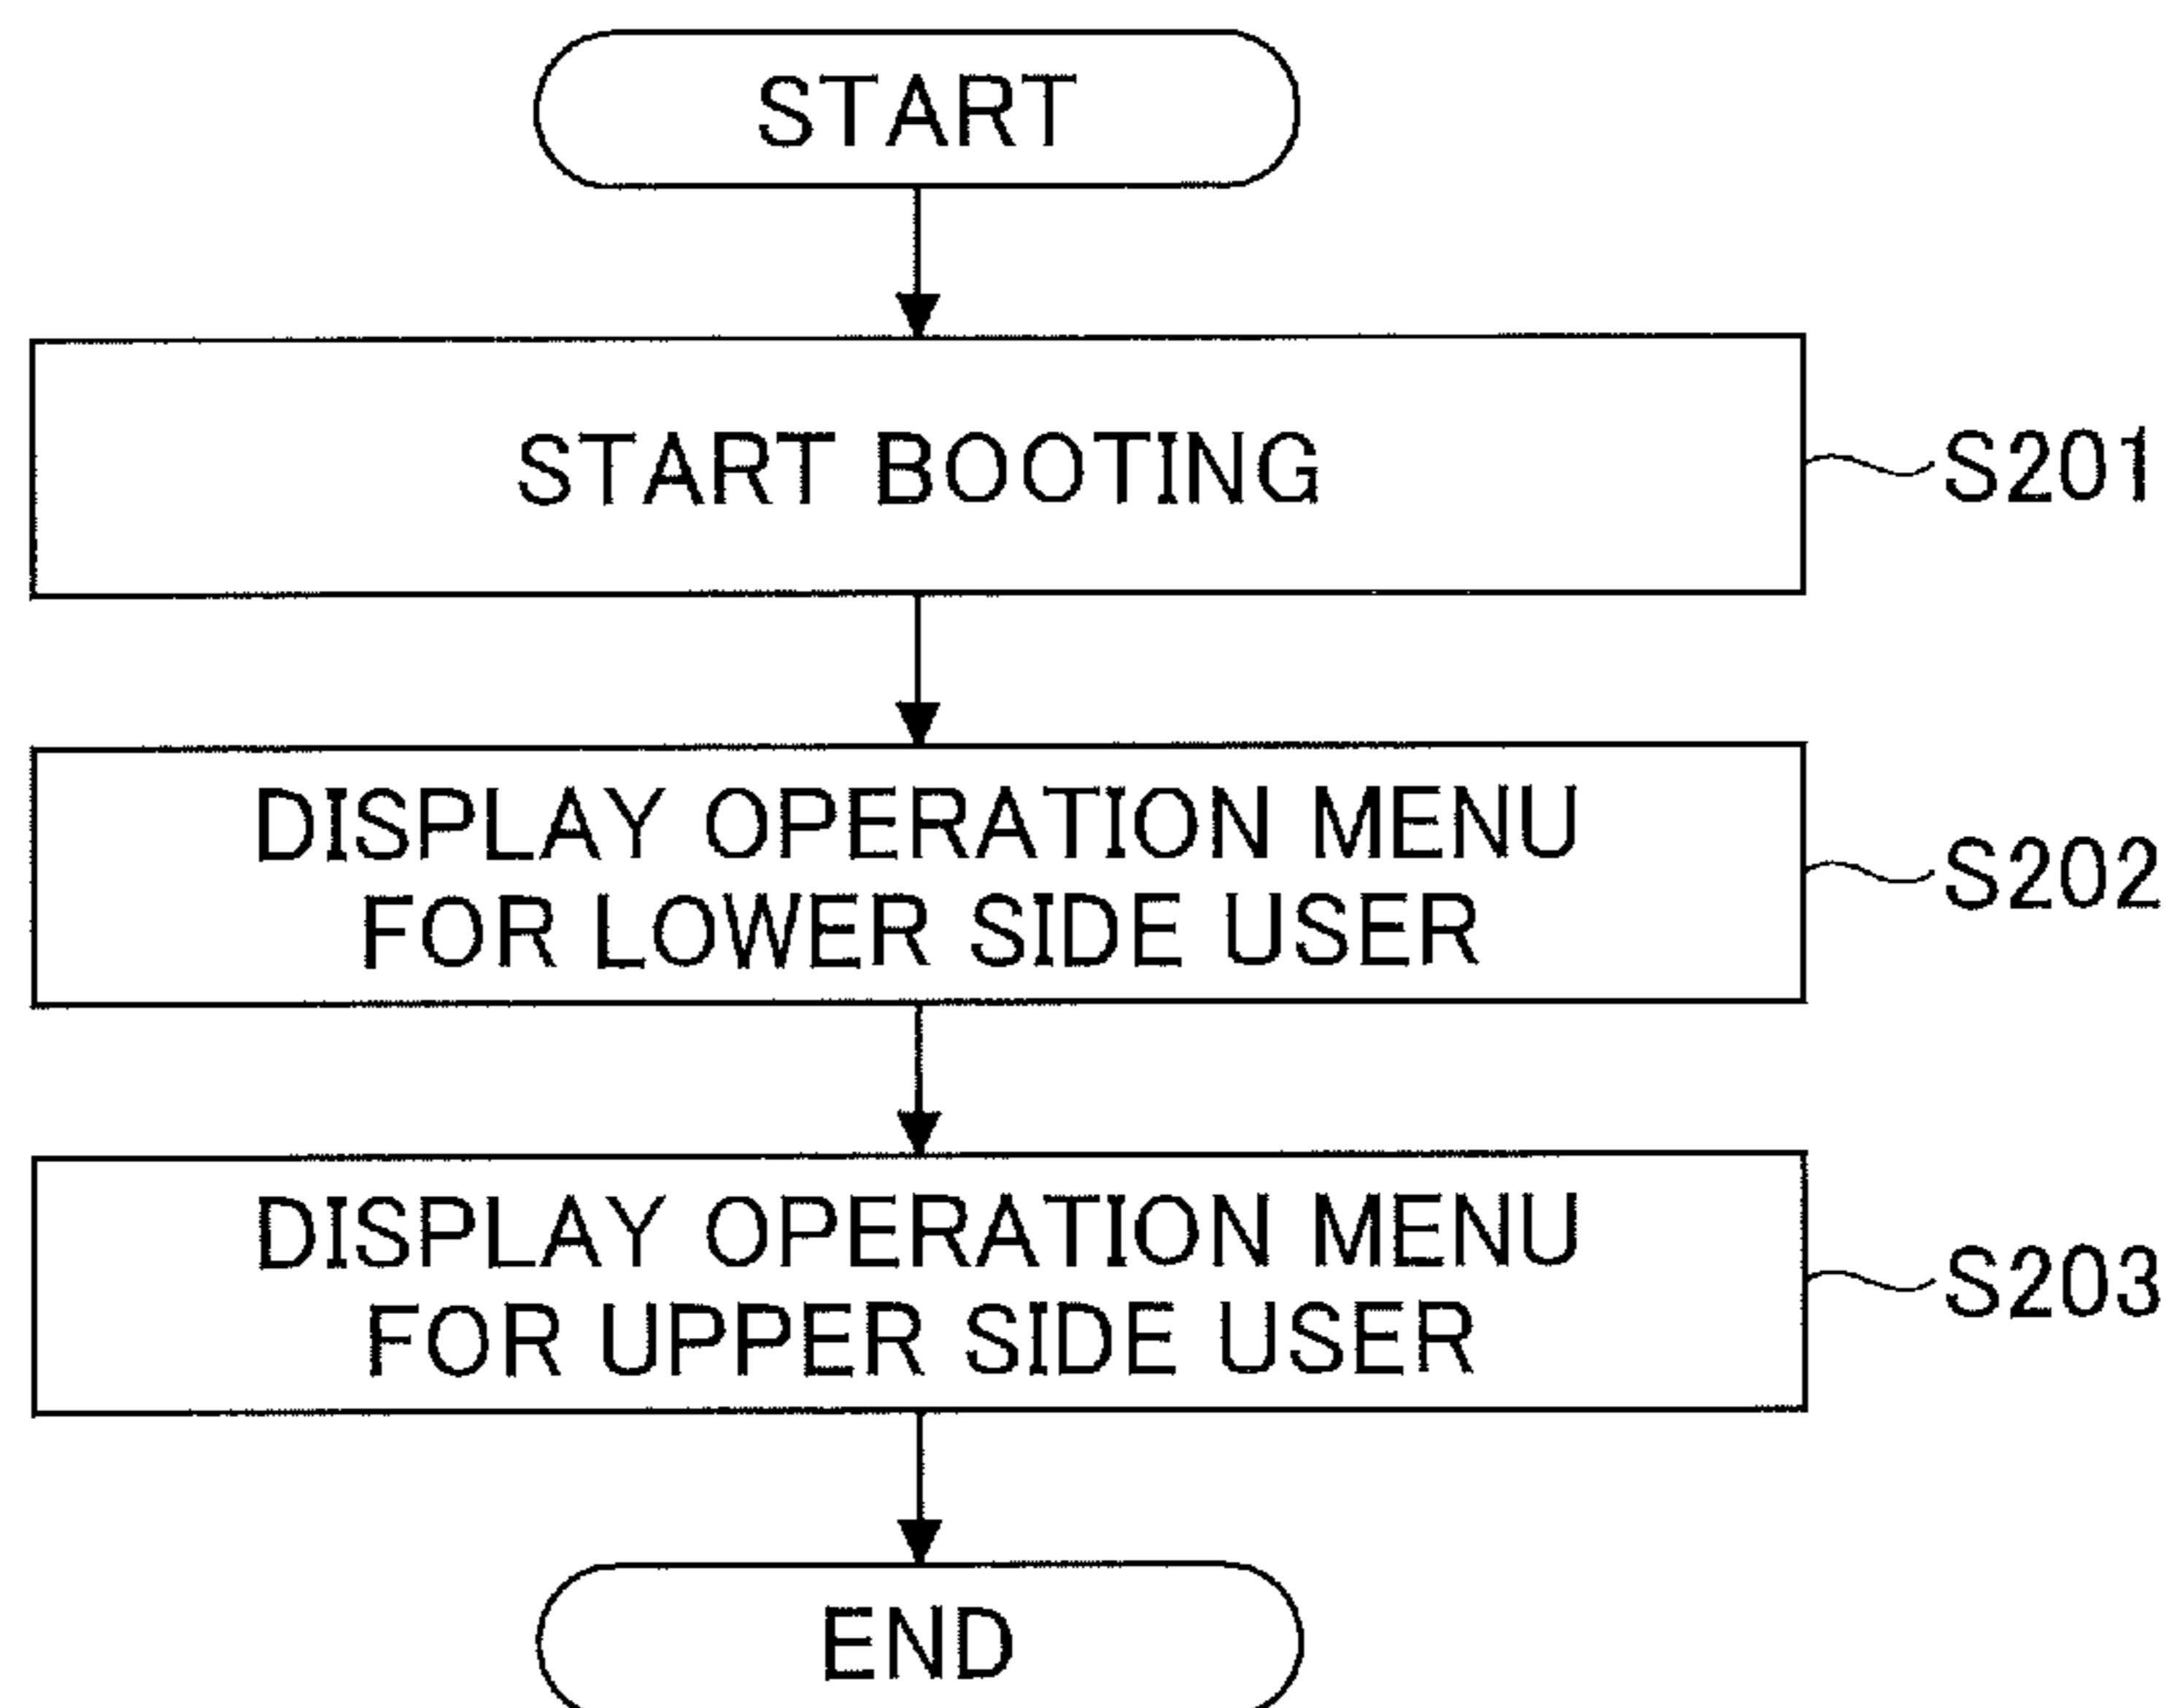 START
START BOOTING
S201
DISPLAY OPERATION MENU
FOR LOWER SIDE USER
S202
DISPLAY OPERATION MENU
FOR UPPER SIDE USER
S203
END